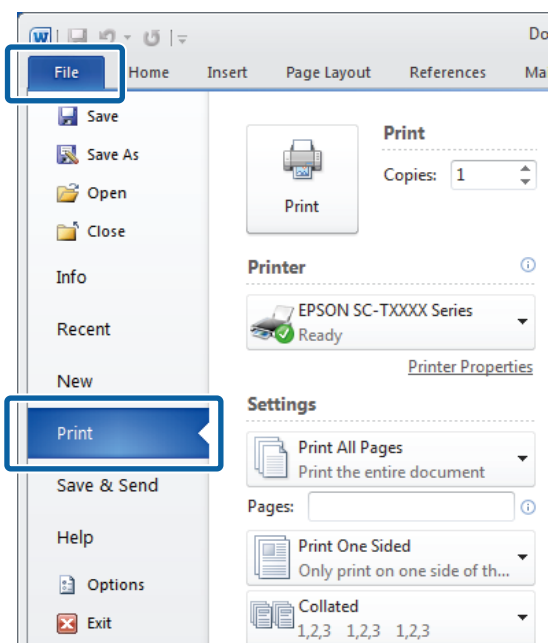 W
Do
File Home Insert Page Layout References Ma
Save
Save As
Open
Close
Info
Recent
New
Print
Save & Send
Help
Options
Exit
Print
Print
Copies: 1
Printer
EPSON SC-TXXXX Series
Ready
Printer Properties
Settings
Print All Pages
Print the entire document
Pages:
Print One Sided
Only print on one side of th...
Collated
1,2,3 1,2,3 1,2,3